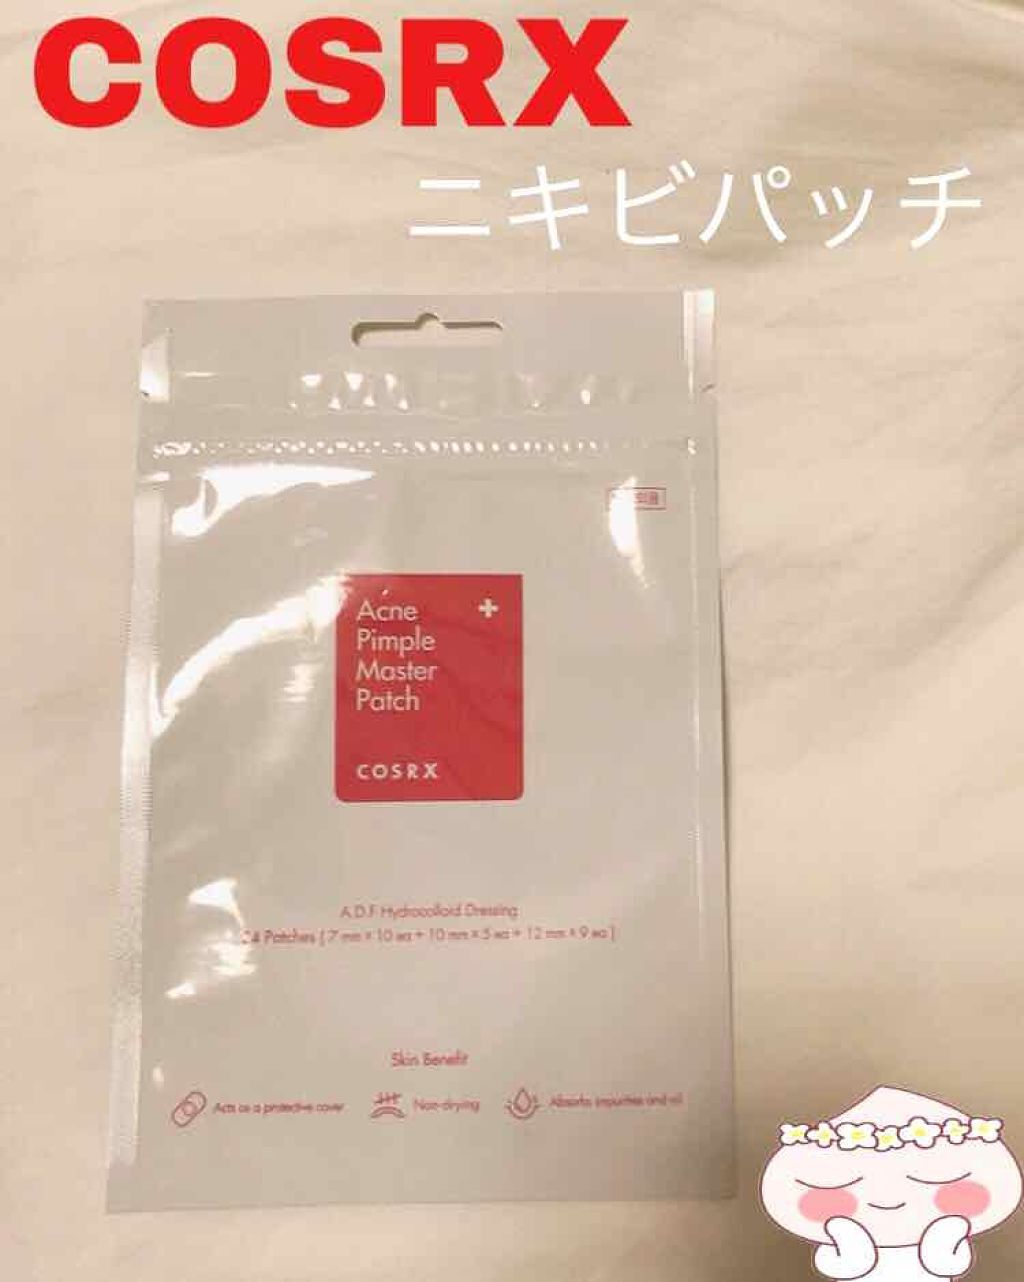 COSRX
ニキビパッチ
Acne
Pimple
Master
Patch
COSRX
A.D.F Hydrocolloid Dressing
24 Patches [ 7 mm x 10 ea + 10 mm x 5 ea + 12 mm x 9 ea ]
Skin Benefit
Acts as a protective cover
Non-drying
Absorbs impurities and oil